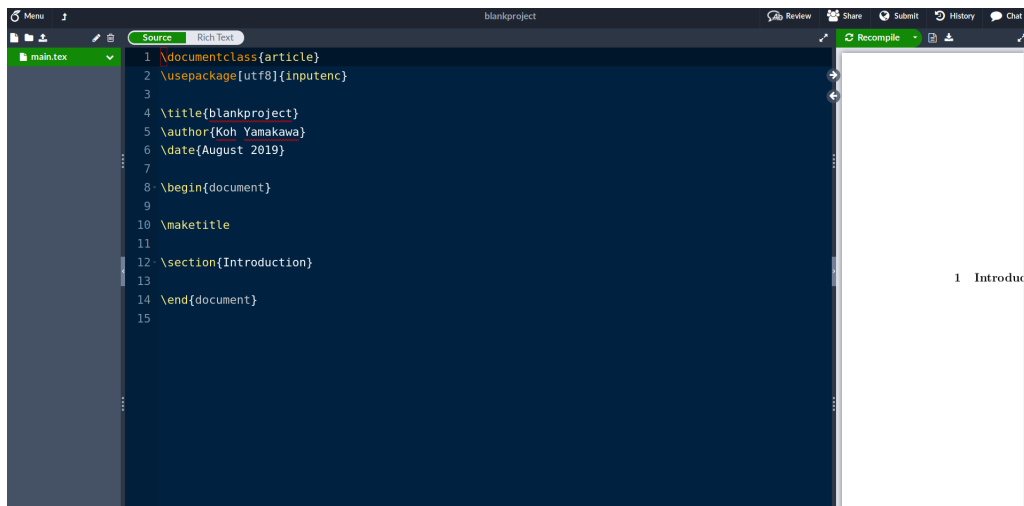 Menu
blankproject
Review
Share
Submit
History
Chat
Source
Rich Text
Recompile
main.tex
1 \documentclass{article}
2 \usepackage[utf8]{inputenc}
3
4 \title{blankproject}
5 \author{Koh Yamakawa}
6 \date{August 2019}
7
8 \begin{document}
9
10 \maketitle
11
12 \section{Introduction}
13
14 \end{document}
15
1 Introduc